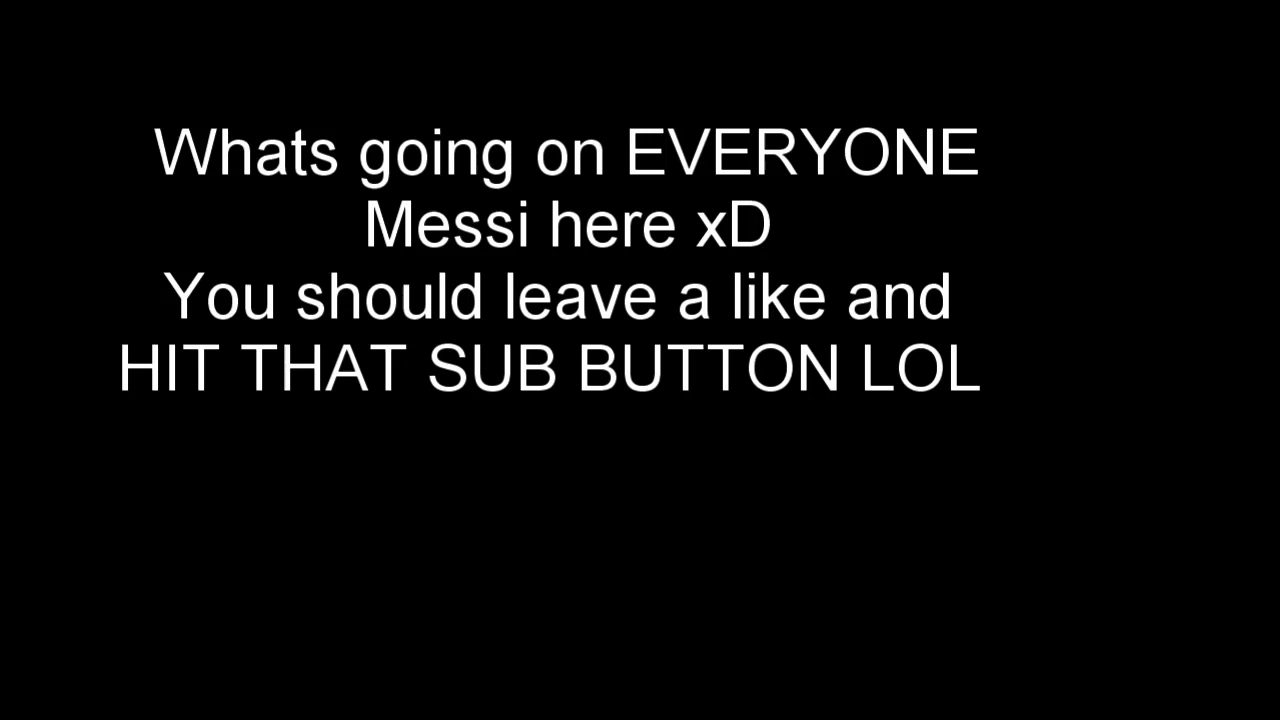 Whats going on EVERYONE
Messi here xD
You should leave a like and
HIT THAT SUB BUTTON LOL